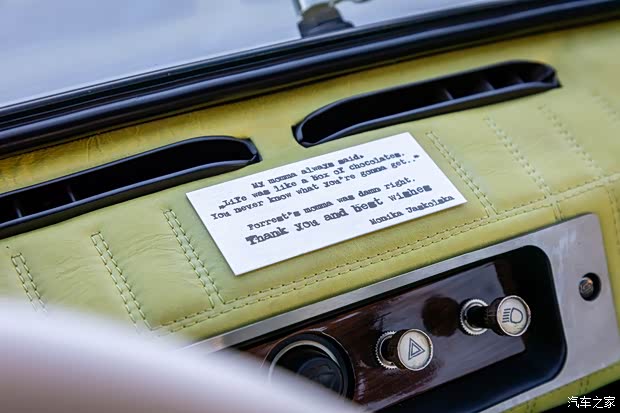 My momma always said,
„Life was like a box of chocolates.
You never know what you're gonna get..."
Forrest's momma was damn right.
Thank you and best wishes
Monika Jaskolska
汽车之家